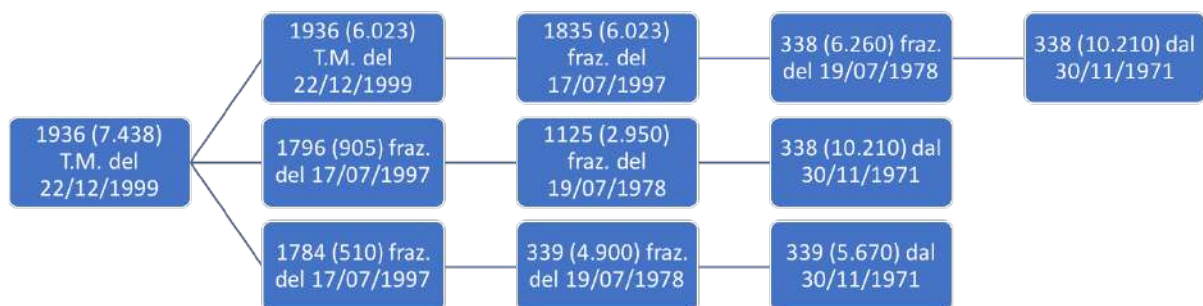 1936 (6.023)
T.M. del
22/12/1999
1835 (6.023)
fraz. del
17/07/1997
338 (6.260) fraz.
del 19/07/1978
338 (10.210) dal
30/11/1971
1936 (7.438)
T.M. del
22/12/1999
1796 (905) fraz.
del 17/07/1997
1125 (2.950)
fraz. del
19/07/1978
338 (10.210) dal
30/11/1971
1784 (510) fraz.
del 17/07/1997
339 (4.900) fraz.
del 19/07/1978
339 (5.670) dal
30/11/1971